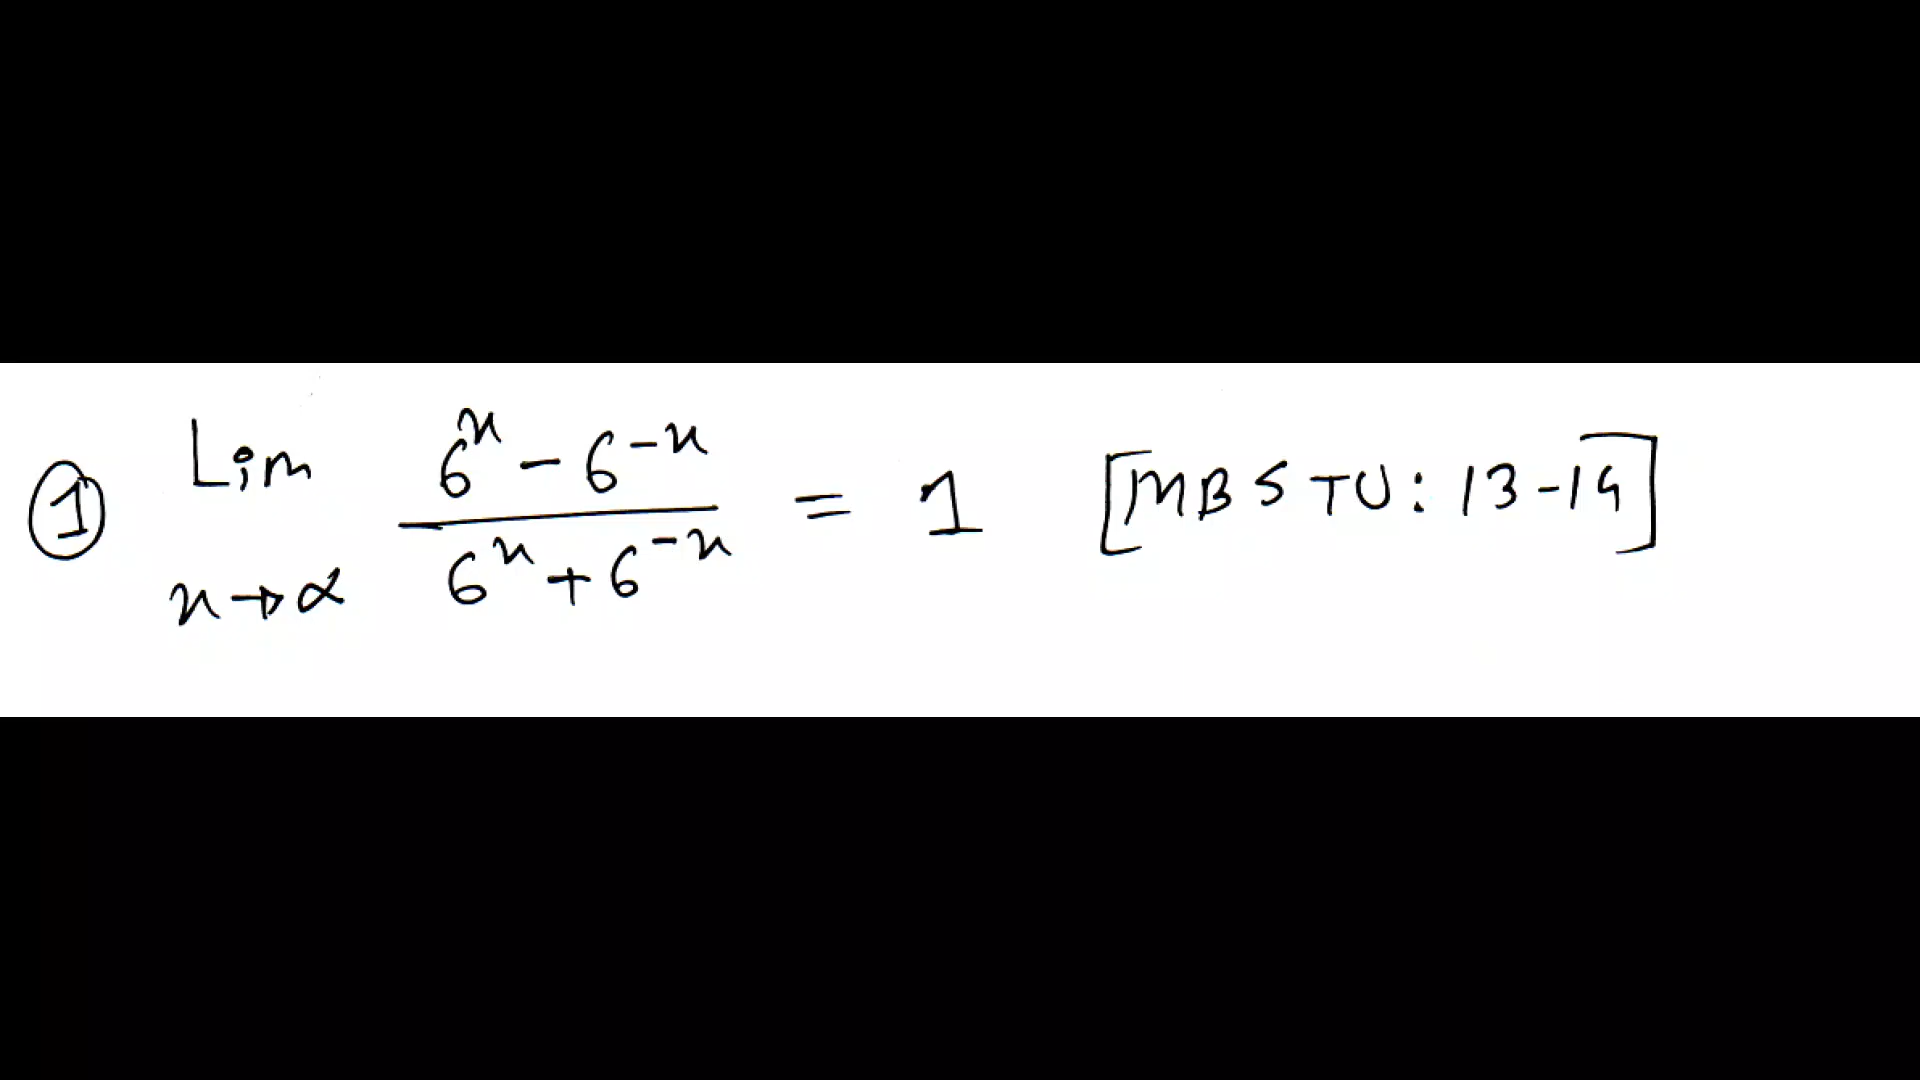 ① Lim x→∝ 6^x - 6^-x / 6^x + 6^-x = 1 [MBSTU: 13-14]